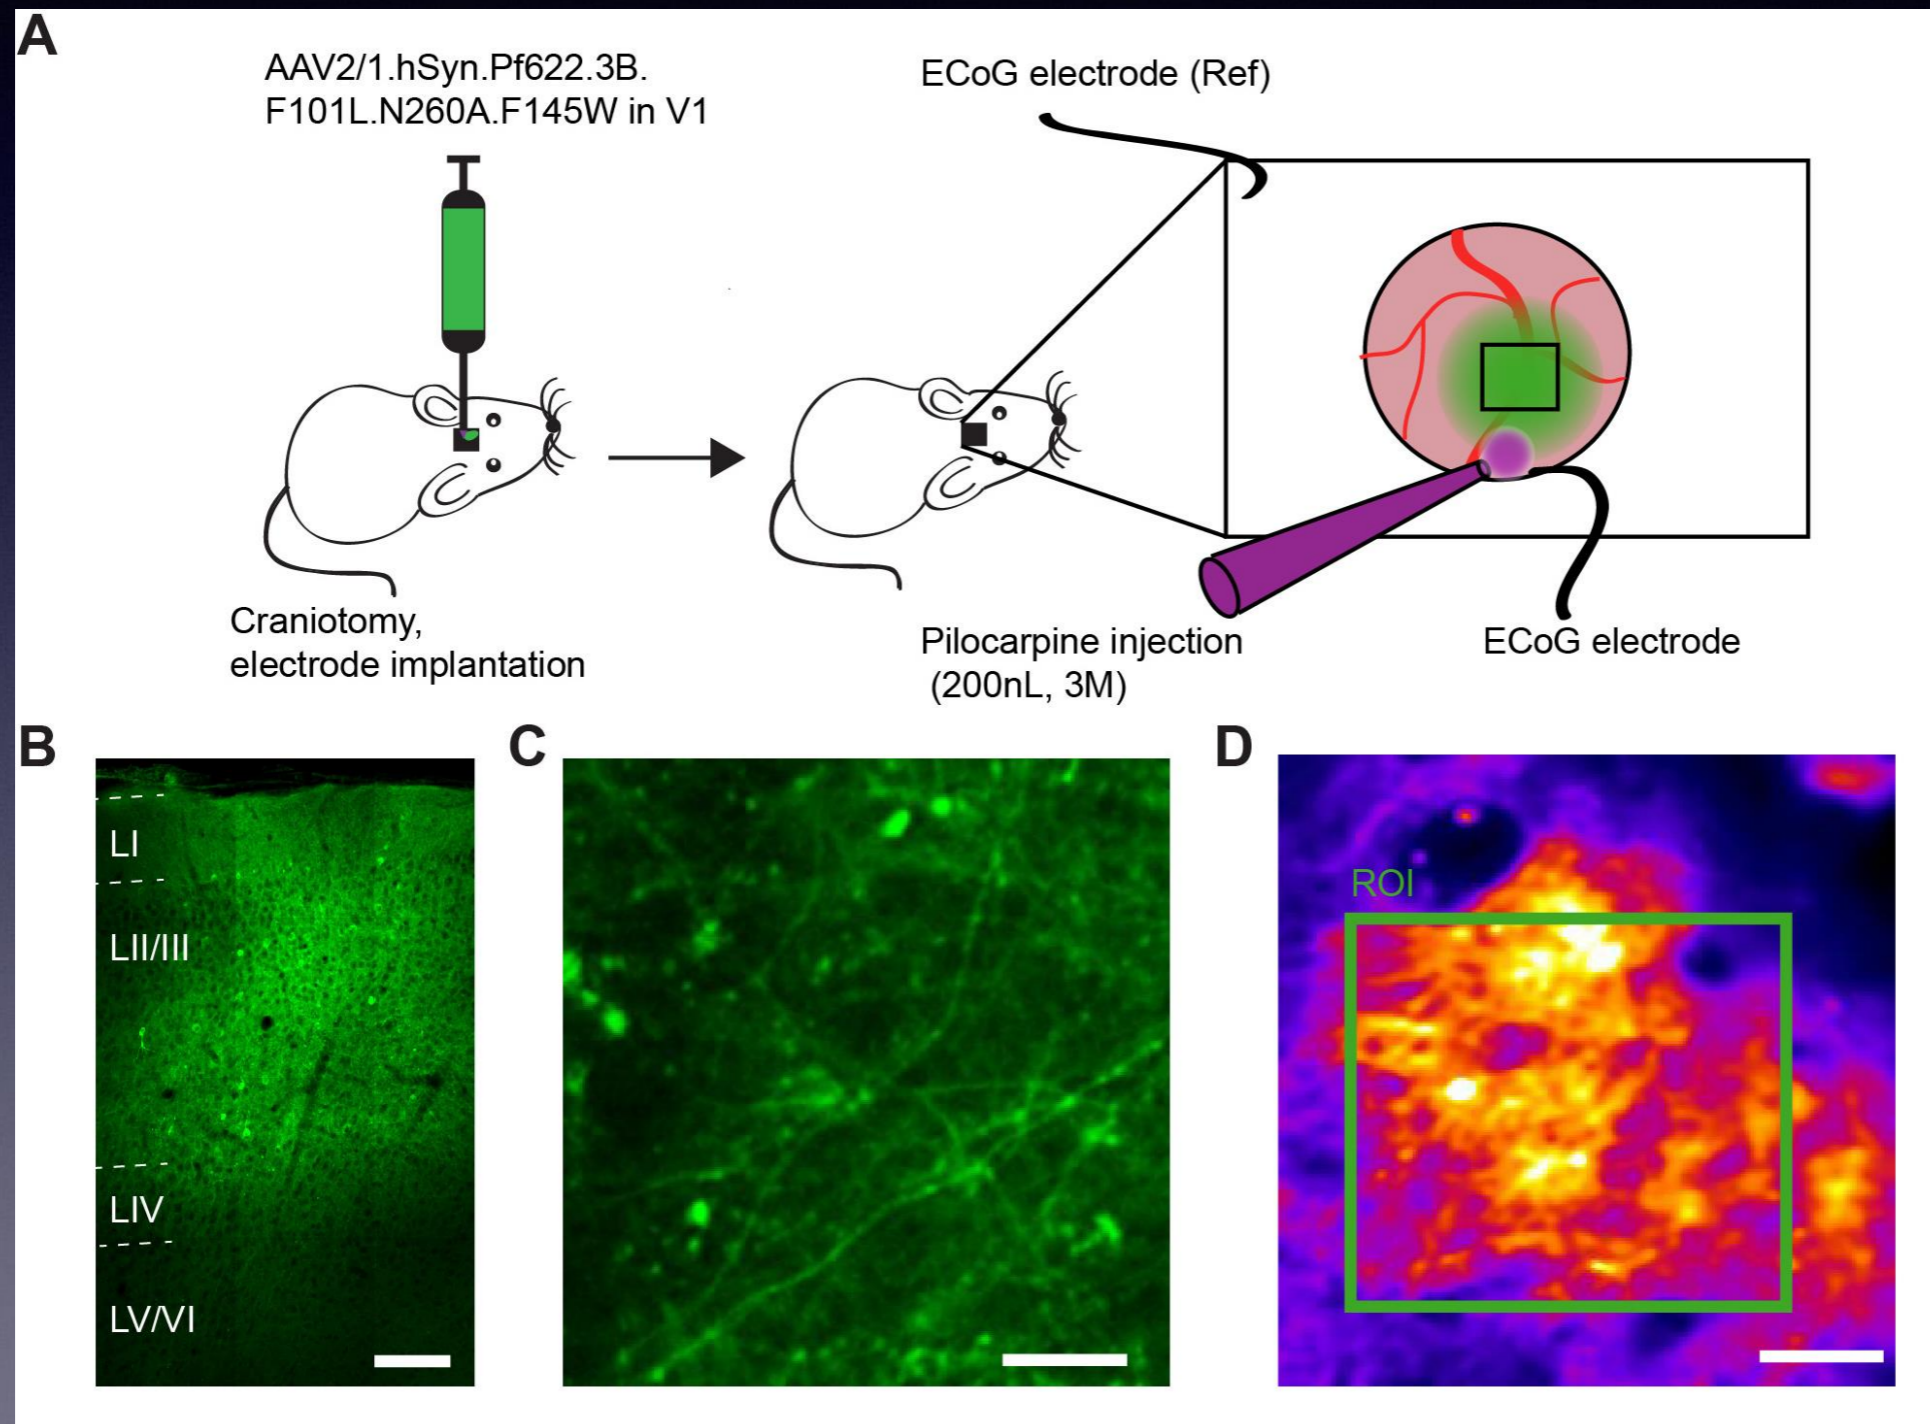 A
AAV2/1.hSyn.Pf622.3B.
F101L.N260A.F145W in V1
ECoG electrode (Ref)
Craniotomy,
electrode implantation
Pilocarpine injection
(200nL, 3M)
ECoG electrode
B
LI
LII/III
LIV
LV/VI
C
D
ROI